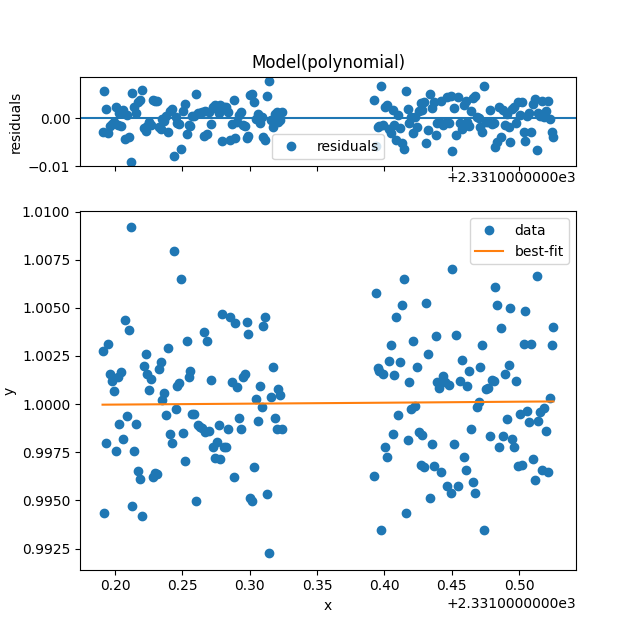 Model(polynomial)
residuals
0.00
−0.01
residuals
+2.3310000000e3
y
1.0100
1.0075
1.0050
1.0025
1.0000
0.9975
0.9950
0.9925
data
best-fit
0.20 0.25 0.30 0.35 0.40 0.45 0.50
x
+2.3310000000e3